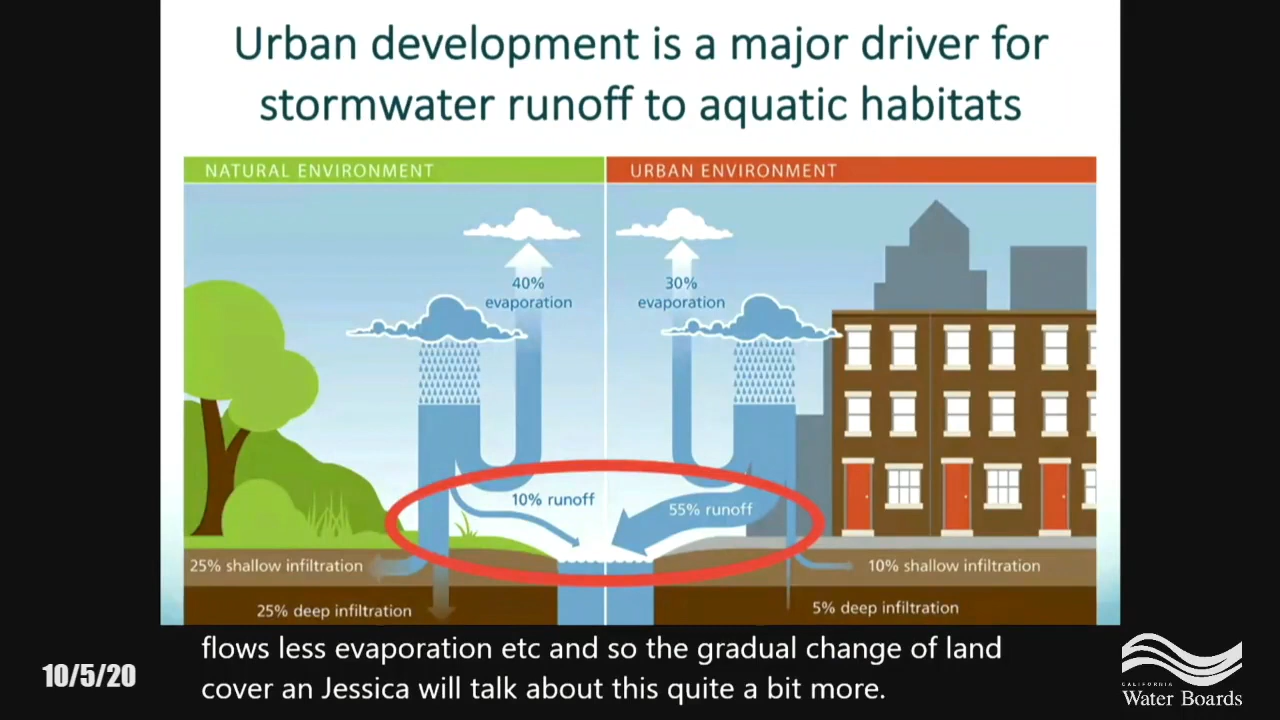 Urban development is a major driver for
stormwater runoff to aquatic habitats
NATURAL ENVIRONMENT
URBAN ENVIRONMENT
40%
evaporation
30%
evaporation
10% runoff
55% runoff
25% shallow infiltration
10% shallow infiltration
25% deep infiltration
5% deep infiltration
flows less evaporation etc and so the gradual change of land
cover an Jessica will talk about this quite a bit more.
10/5/20
CALIFORNIA
Water Boards